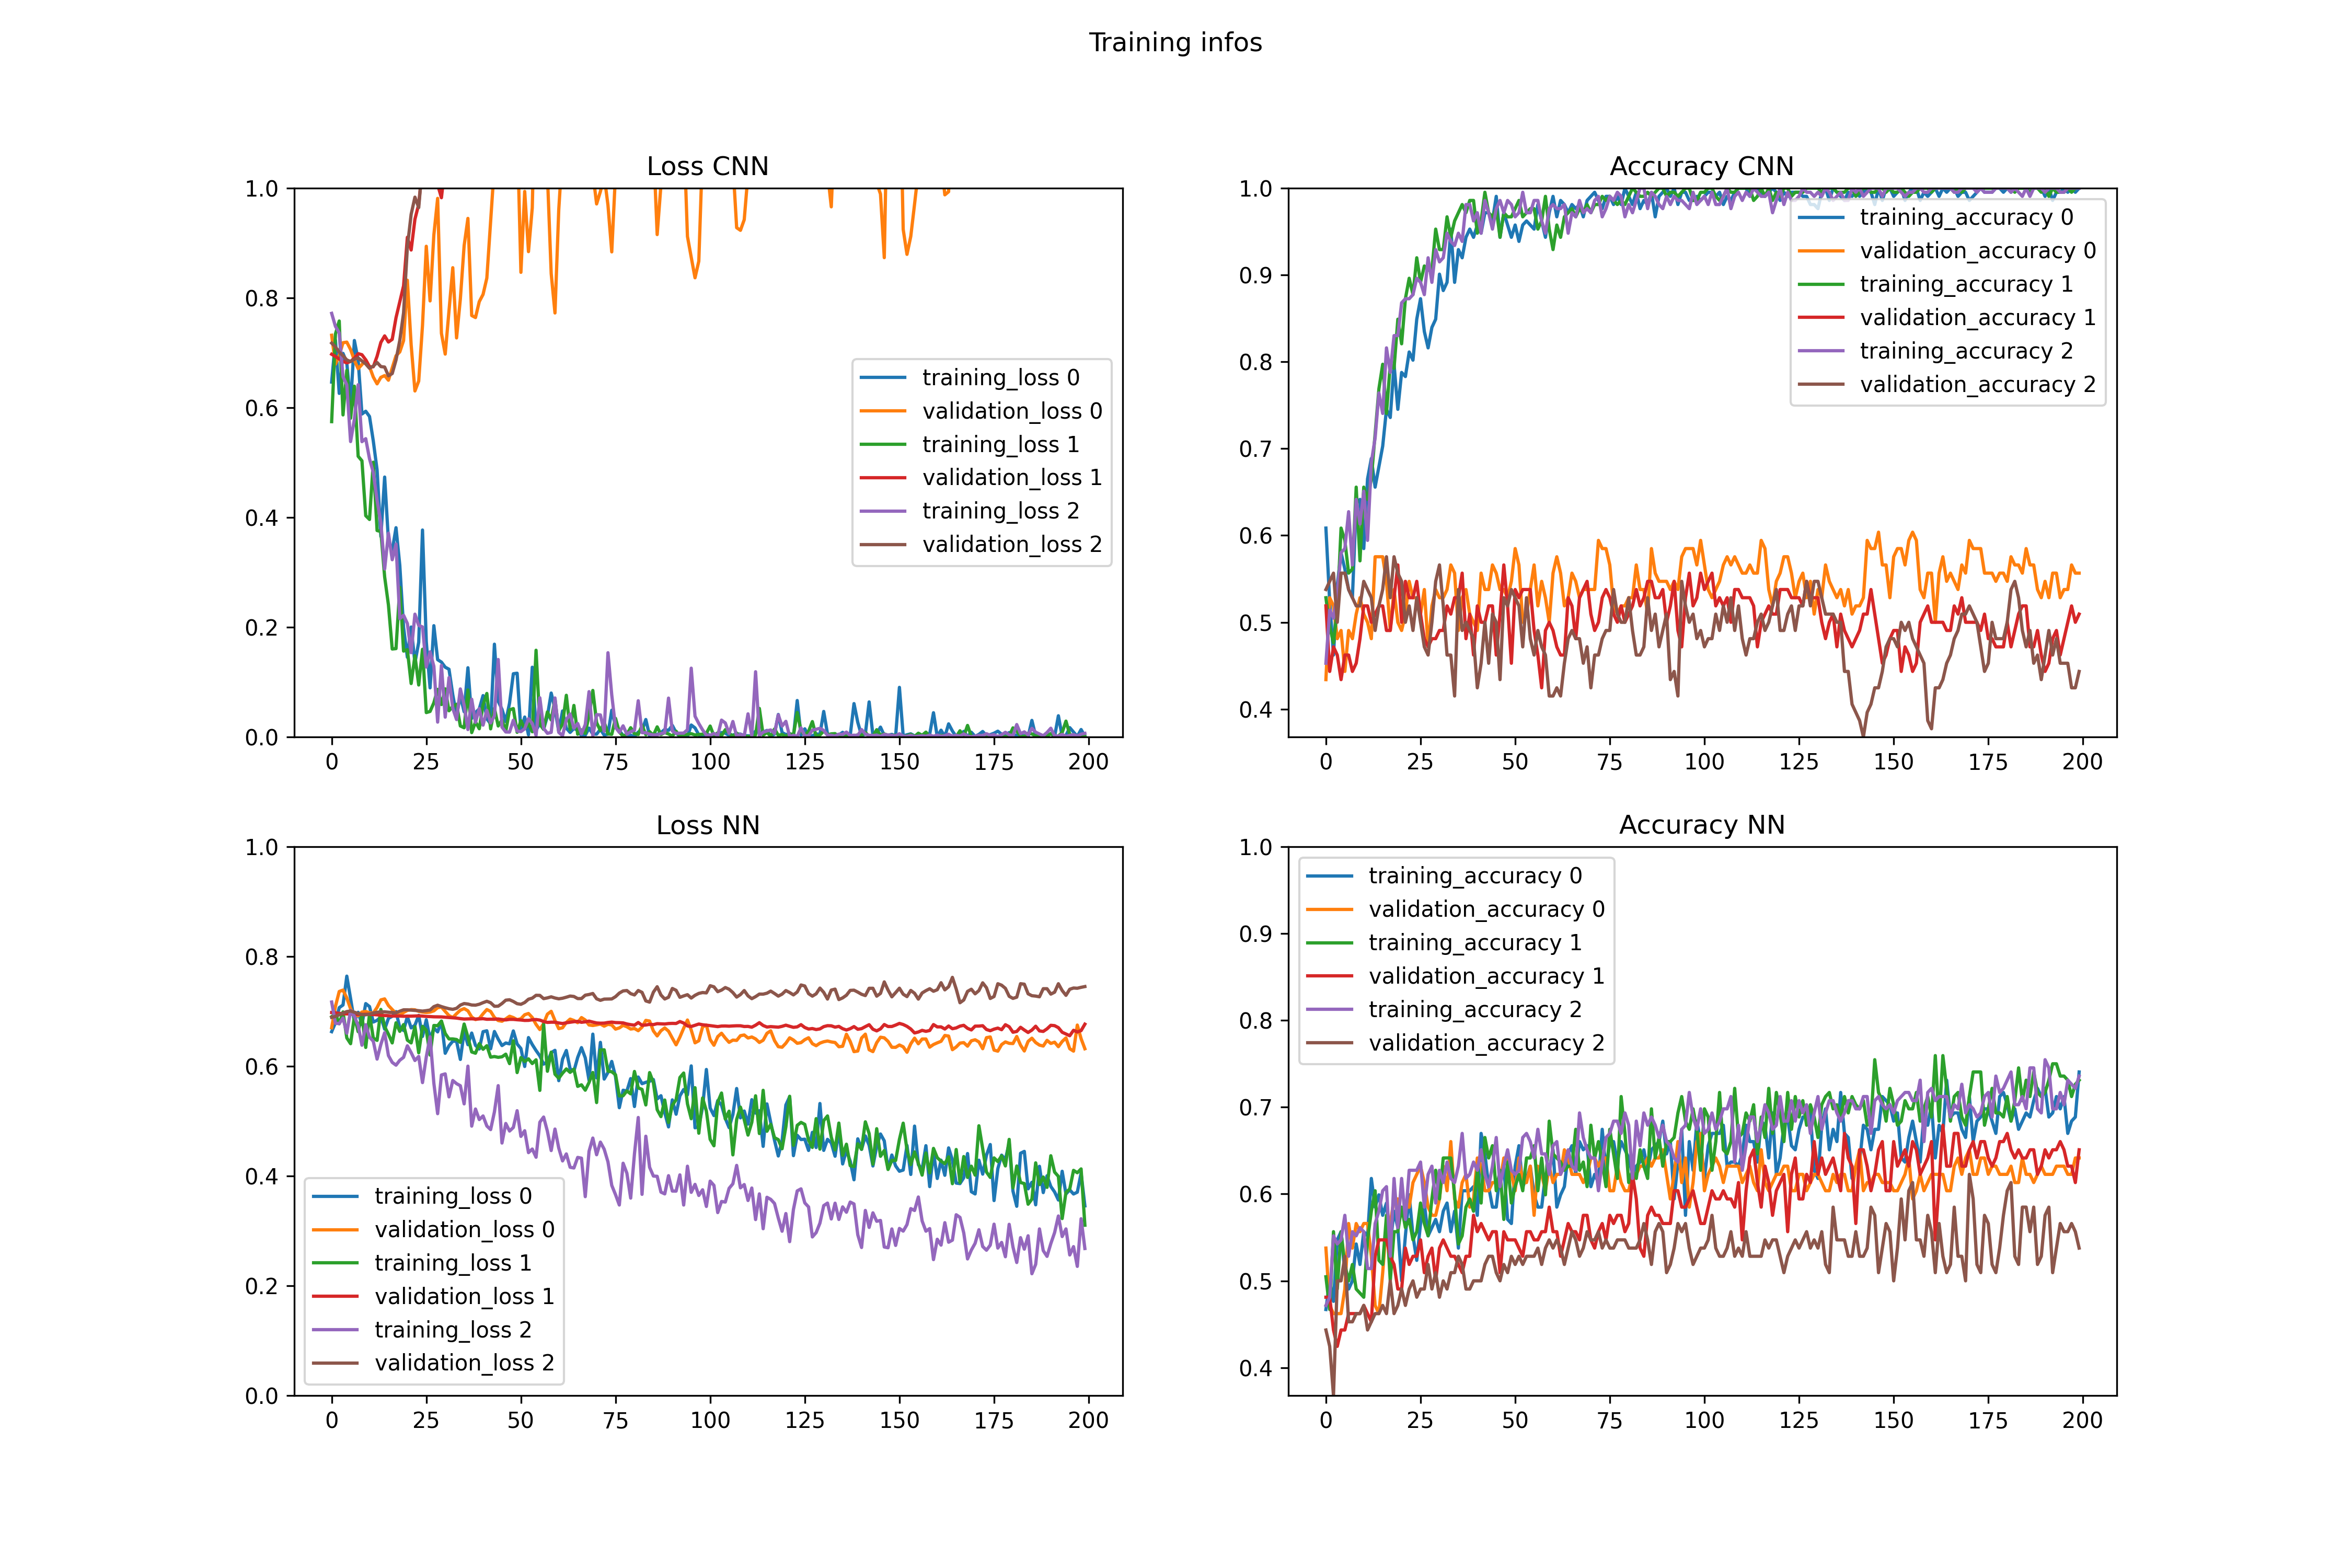 Training infos
Loss CNN
1.0
0.8
0.6
0.4
0.2
0.0
training_loss 0
validation_loss 0
training_loss 1
validation_loss 1
training_loss 2
validation_loss 2
0 25 50 75 100 125 150 175 200
Accuracy CNN
1.0
0.9
0.8
0.7
0.6
0.5
0.4
training_accuracy 0
validation_accuracy 0
training_accuracy 1
validation_accuracy 1
training_accuracy 2
validation_accuracy 2
0 25 50 75 100 125 150 175 200
Loss NN
1.0
0.8
0.6
0.4
0.2
0.0
training_loss 0
validation_loss 0
training_loss 1
validation_loss 1
training_loss 2
validation_loss 2
0 25 50 75 100 125 150 175 200
Accuracy NN
1.0
0.9
0.8
0.7
0.6
0.5
0.4
training_accuracy 0
validation_accuracy 0
training_accuracy 1
validation_accuracy 1
training_accuracy 2
validation_accuracy 2
0 25 50 75 100 125 150 175 200